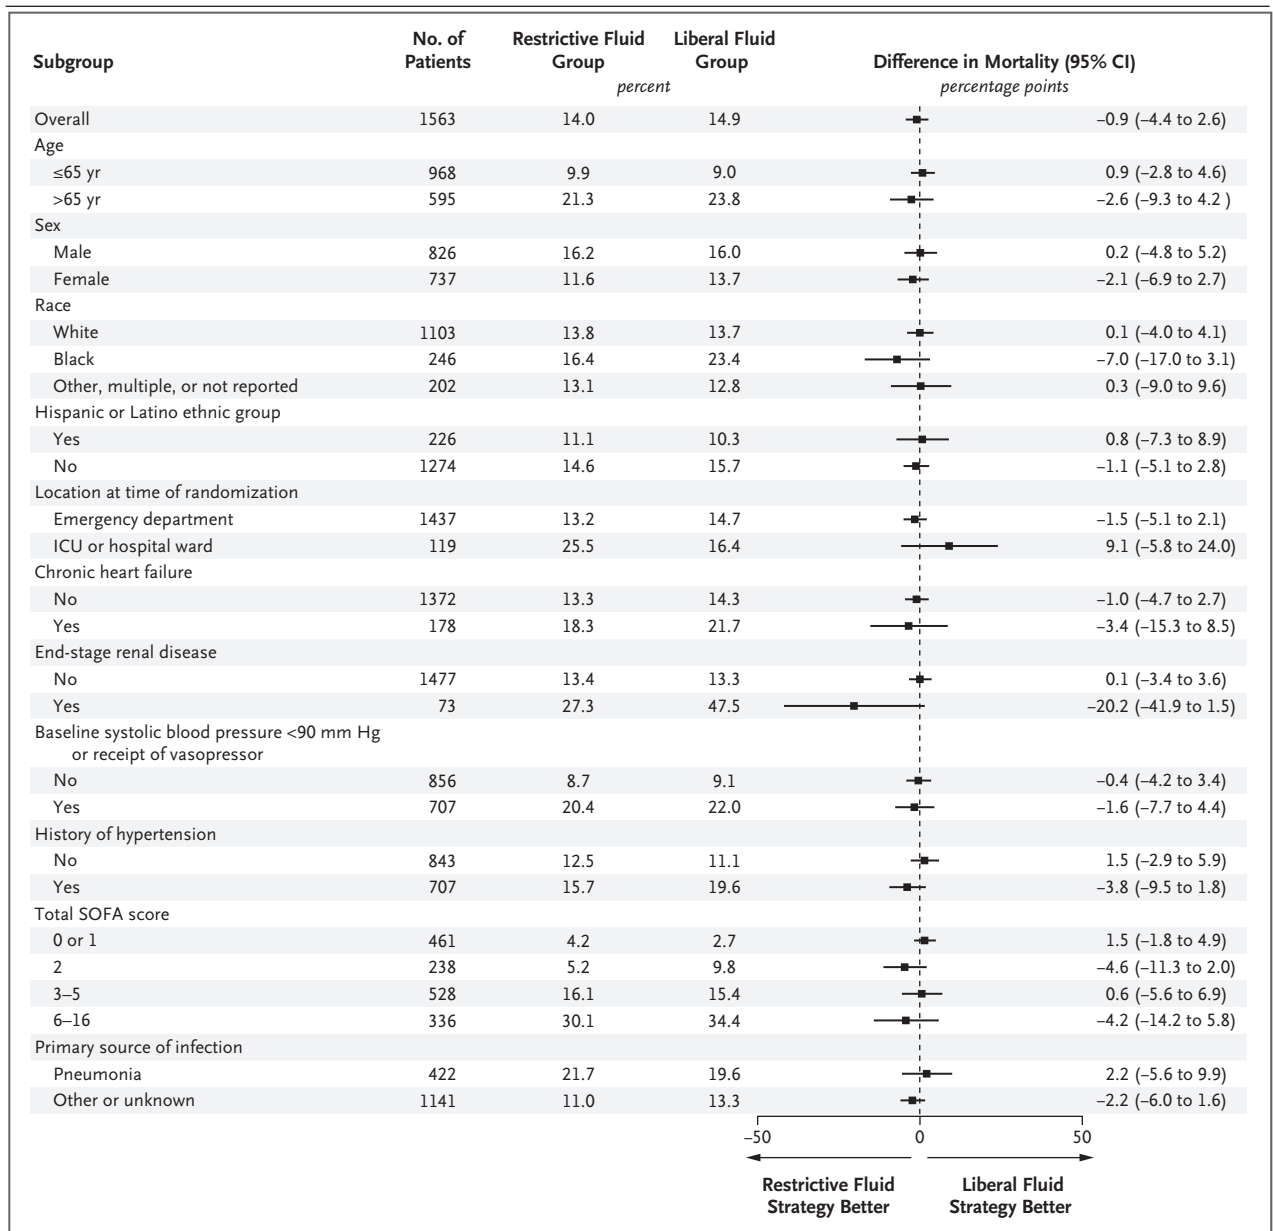 Subgroup No. of Patients Restrictive Fluid Group Liberal Fluid Group Difference in Mortality (95% CI)
percent percentage points
Overall 1563 14.0 14.9 –0.9 (–4.4 to 2.6)
Age
≤65 yr 968 9.9 9.0 0.9 (–2.8 to 4.6)
>65 yr 595 21.3 23.8 –2.6 (–9.3 to 4.2 )
Sex
Male 826 16.2 16.0 0.2 (–4.8 to 5.2)
Female 737 11.6 13.7 –2.1 (–6.9 to 2.7)
Race
White 1103 13.8 13.7 0.1 (–4.0 to 4.1)
Black 246 16.4 23.4 –7.0 (–17.0 to 3.1)
Other, multiple, or not reported 202 13.1 12.8 0.3 (–9.0 to 9.6)
Hispanic or Latino ethnic group
Yes 226 11.1 10.3 0.8 (–7.3 to 8.9)
No 1274 14.6 15.7 –1.1 (–5.1 to 2.8)
Location at time of randomization
Emergency department 1437 13.2 14.7 –1.5 (–5.1 to 2.1)
ICU or hospital ward 119 25.5 16.4 9.1 (–5.8 to 24.0)
Chronic heart failure
No 1372 13.3 14.3 –1.0 (–4.7 to 2.7)
Yes 178 18.3 21.7 –3.4 (–15.3 to 8.5)
End-stage renal disease
No 1477 13.4 13.3 0.1 (–3.4 to 3.6)
Yes 73 27.3 47.5 –20.2 (–41.9 to 1.5)
Baseline systolic blood pressure <90 mm Hg
or receipt of vasopressor
No 856 8.7 9.1 –0.4 (–4.2 to 3.4)
Yes 707 20.4 22.0 –1.6 (–7.7 to 4.4)
History of hypertension
No 843 12.5 11.1 1.5 (–2.9 to 5.9)
Yes 707 15.7 19.6 –3.8 (–9.5 to 1.8)
Total SOFA score
0 or 1 461 4.2 2.7 1.5 (–1.8 to 4.9)
2 238 5.2 9.8 –4.6 (–11.3 to 2.0)
3–5 528 16.1 15.4 0.6 (–5.6 to 6.9)
6–16 336 30.1 34.4 –4.2 (–14.2 to 5.8)
Primary source of infection
Pneumonia 422 21.7 19.6 2.2 (–5.6 to 9.9)
Other or unknown 1141 11.0 13.3 –2.2 (–6.0 to 1.6)
–50 0 50
Restrictive Fluid Strategy Better Liberal Fluid Strategy Better